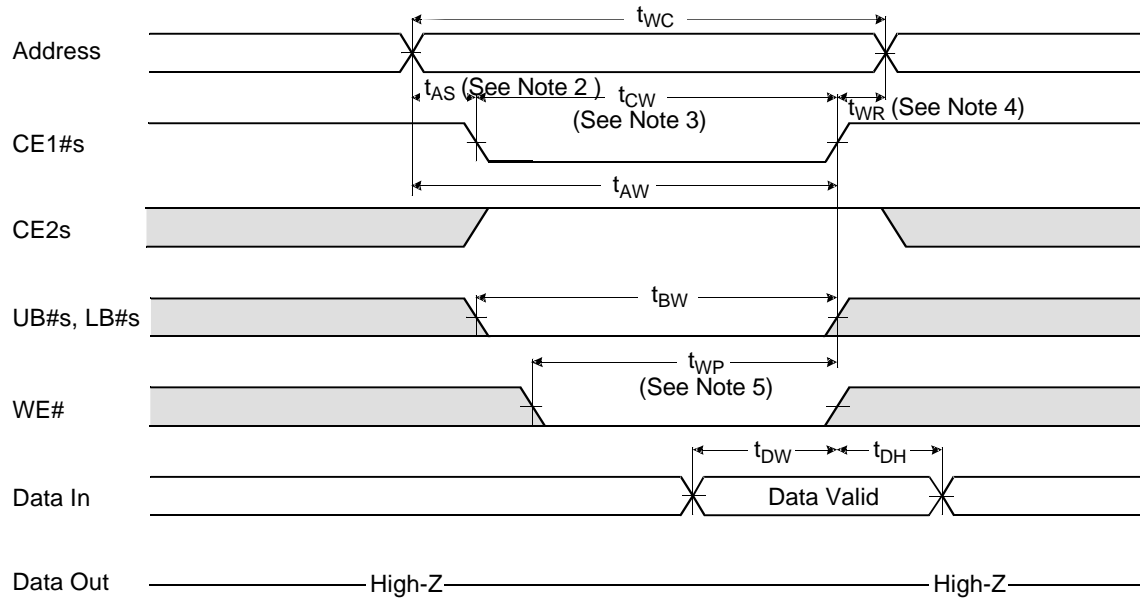 tWC
Address
tAS (See Note 2 )
tCW
(See Note 3)
tWR (See Note 4)
CE1#s
tAW
CE2s
UB#s, LB#s
tBW
tWP
(See Note 5)
WE#
tDW
tDH
Data In
Data Valid
Data Out
High-Z
High-Z